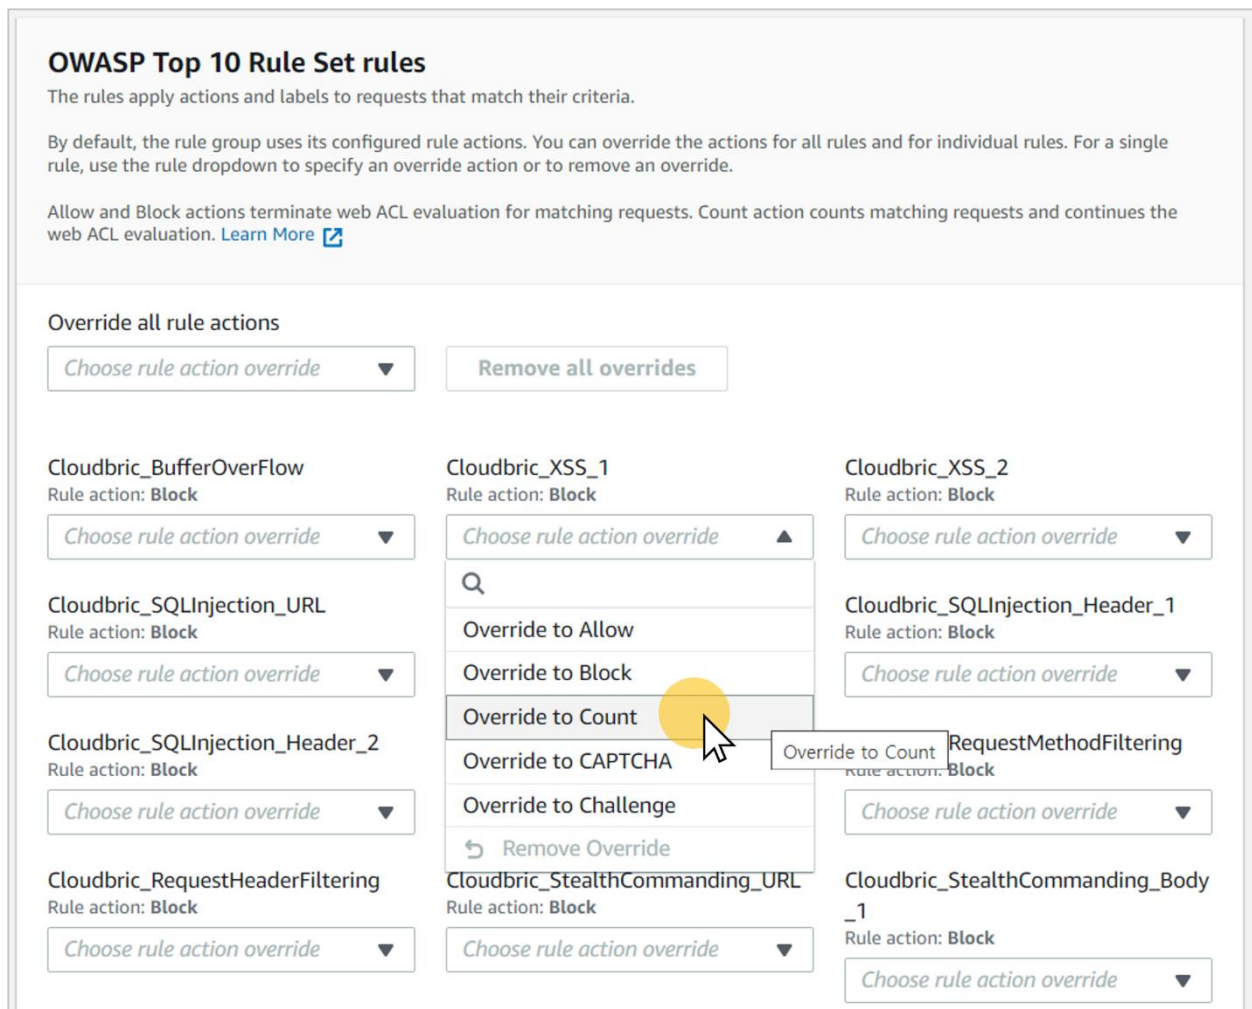 OWASP Top 10 Rule Set rules
The rules apply actions and labels to requests that match their criteria.
By default, the rule group uses its configured rule actions. You can override the actions for all rules and for individual rules. For a single
rule, use the rule dropdown to specify an override action or to remove an override.
Allow and Block actions terminate web ACL evaluation for matching requests. Count action counts matching requests and continues the
web ACL evaluation. Learn More
Override all rule actions
Choose rule action override
Remove all overrides
Cloudbric_BufferOverFlow
Rule action: Block
Choose rule action override
Cloudbric_XSS_1
Rule action: Block
Choose rule action override
Override to Allow
Override to Block
Override to Count
Override to CAPTCHA
Override to Challenge
Remove Override
Override to Count
Cloudbric_XSS_2
Rule action: Block
Choose rule action override
Cloudbric_SQLInjection_URL
Rule action: Block
Choose rule action override
Cloudbric_SQLInjection_Header_1
Rule action: Block
Choose rule action override
Cloudbric_SQLInjection_Header_2
Rule action: Block
Choose rule action override
RequestMethodFiltering
Rule action: Block
Choose rule action override
Cloudbric_RequestHeaderFiltering
Rule action: Block
Choose rule action override
Cloudbric_StealthCommanding_URL
Rule action: Block
Choose rule action override
Cloudbric_StealthCommanding_Body
_1
Rule action: Block
Choose rule action override